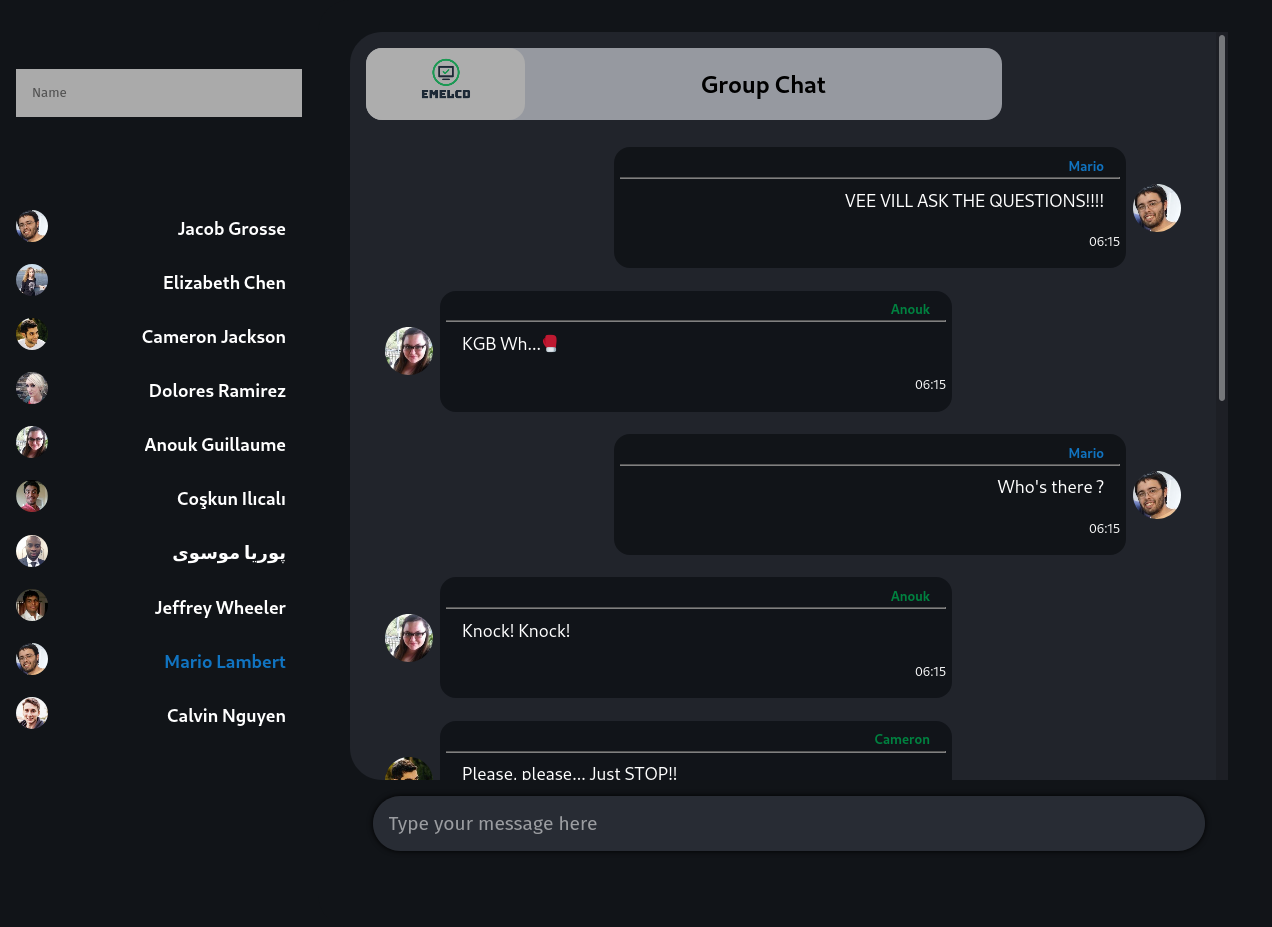 Name
Jacob Grosse
Elizabeth Chen
Cameron Jackson
Dolores Ramirez
Anouk Guillaume
Coşkun Ilıcalı
پوریا موسوی
Jeffrey Wheeler
Mario Lambert
Calvin Nguyen
EMELCO
Group Chat
Mario
VEE VILL ASK THE QUESTIONS!!!!
06:15
Anouk
KGB Wh...🥊
06:15
Mario
Who's there ?
06:15
Anouk
Knock! Knock!
06:15
Cameron
Please, please... Just STOP!!
Type your message here